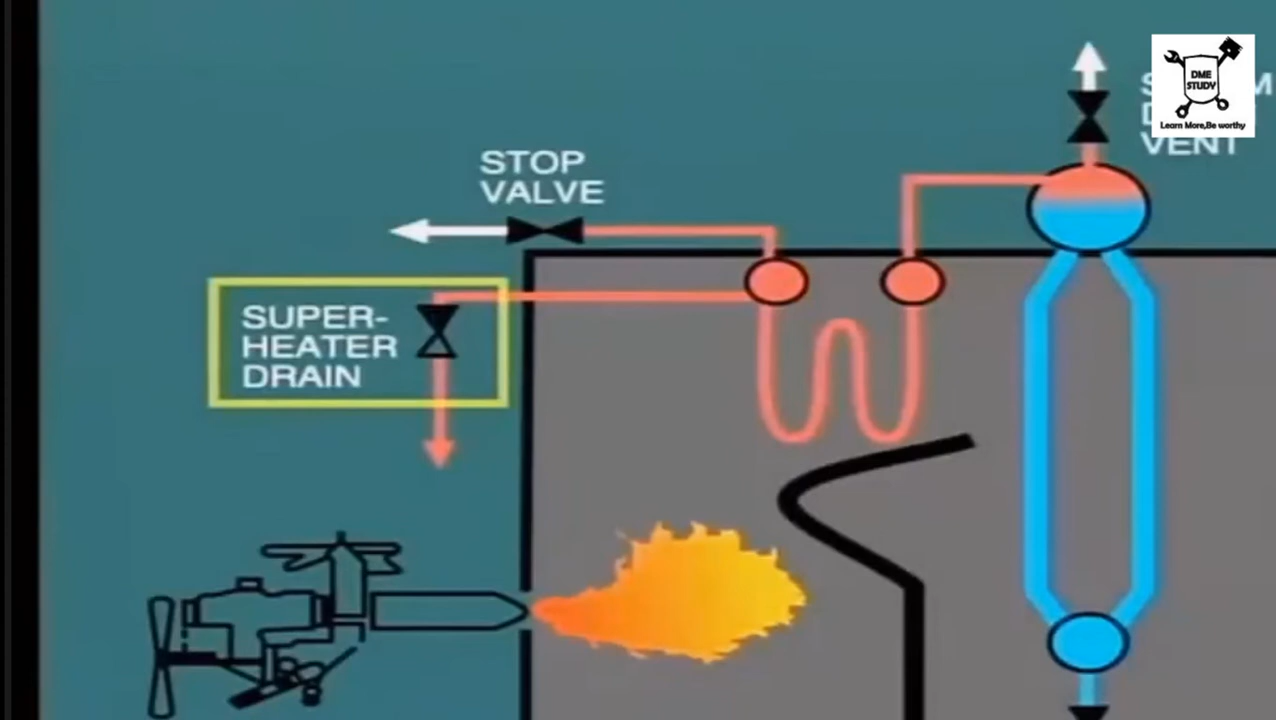 DME
STUDY
Learn More,Be worthy
VENT
STOP
VALVE
SUPER-
HEATER
DRAIN